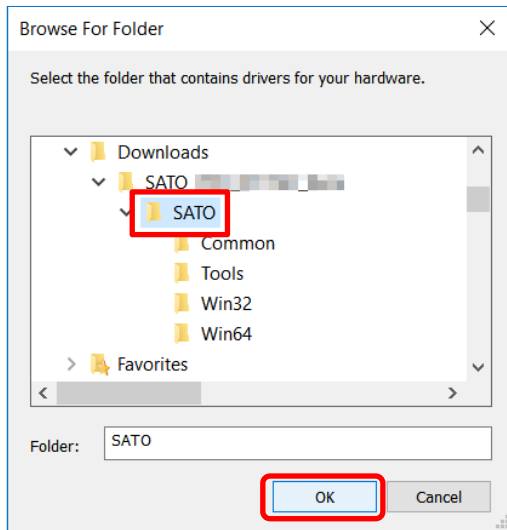 Browse For Folder
Select the folder that contains drivers for your hardware.
Downloads
SATO
SATO
Common
Tools
Win32
Win64
Favorites
Folder: SATO
OK Cancel